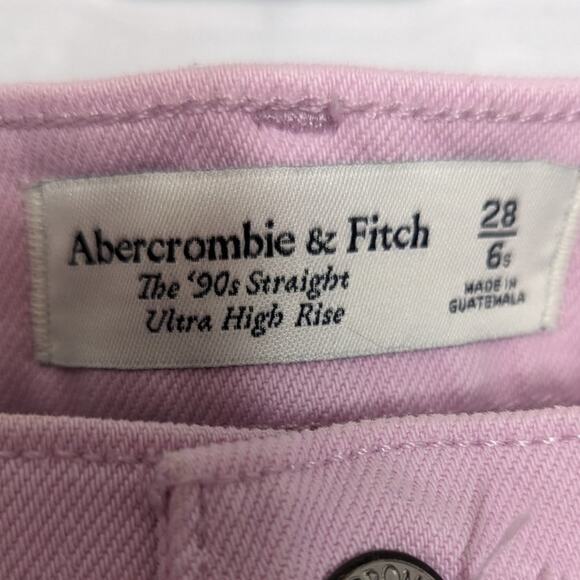 Abercrombie & Fitch
The ‘90s Straight
Ultra High Rise
28
6s
MADE IN
GUATEMALA